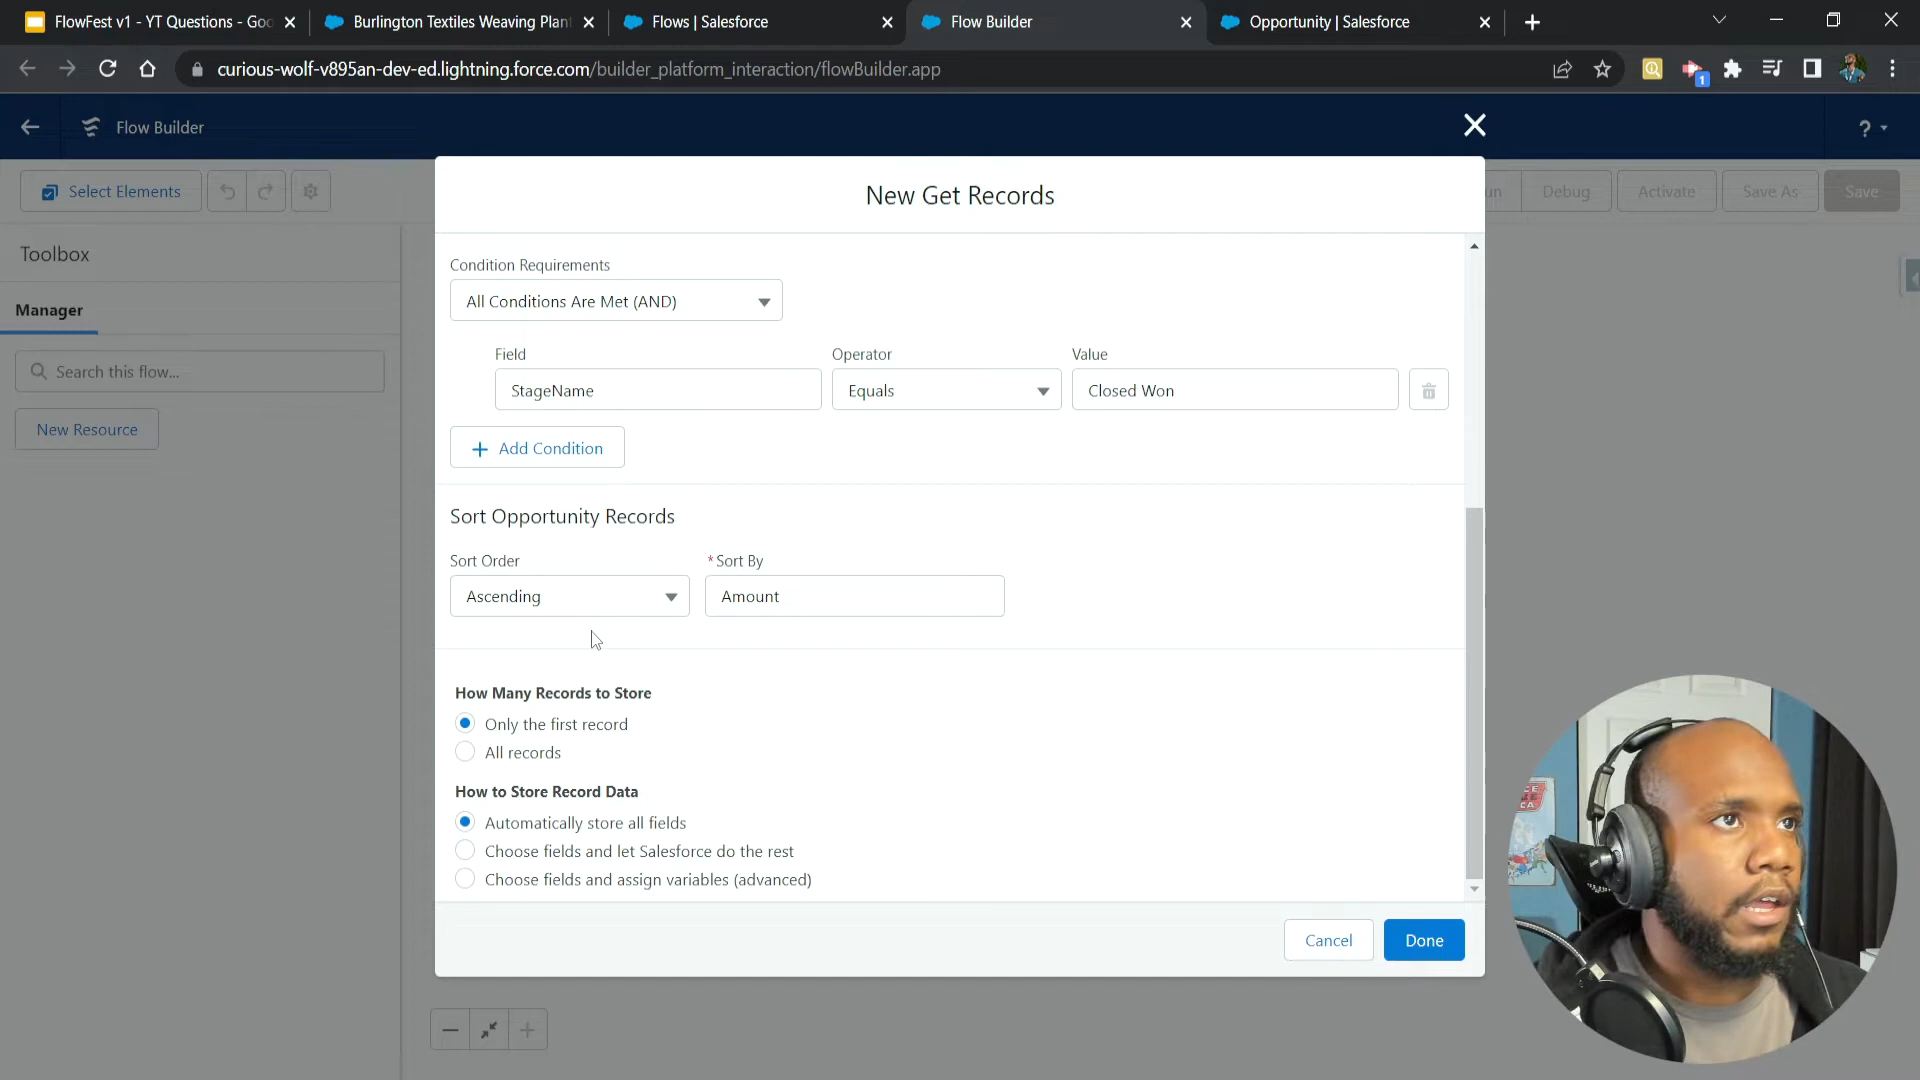 FlowFest v1 - YT Questions - Goo
Burlington Textiles Weaving Plan
Flows | Salesforce
Flow Builder
Opportunity | Salesforce
curious-wolf-v895an-dev-ed.lightning.force.com/builder_platform_interaction/flowBuilder.app
1
Flow Builder
?
Select Elements
un
Debug
Activate
Save As
Save
Toolbox
Manager
Search this flow...
New Resource
New Get Records
Condition Requirements
All Conditions Are Met (AND)
Field
Operator
Value
StageName
Equals
Closed Won
+ Add Condition
Sort Opportunity Records
Sort Order
* Sort By
Ascending
Amount
How Many Records to Store
Only the first record
All records
How to Store Record Data
Automatically store all fields
Choose fields and let Salesforce do the rest
Choose fields and assign variables (advanced)
Cancel
Done